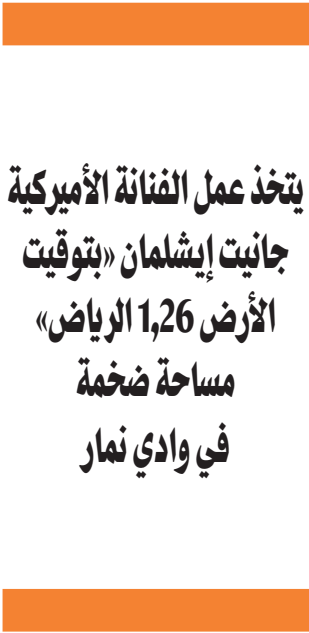 يتخذ عمل الفنانة الأميركية
جانيت إيشلمان «بتوقيت
الأرض 1,26 الرياض»
مساحة ضخمة
في وادي نمار